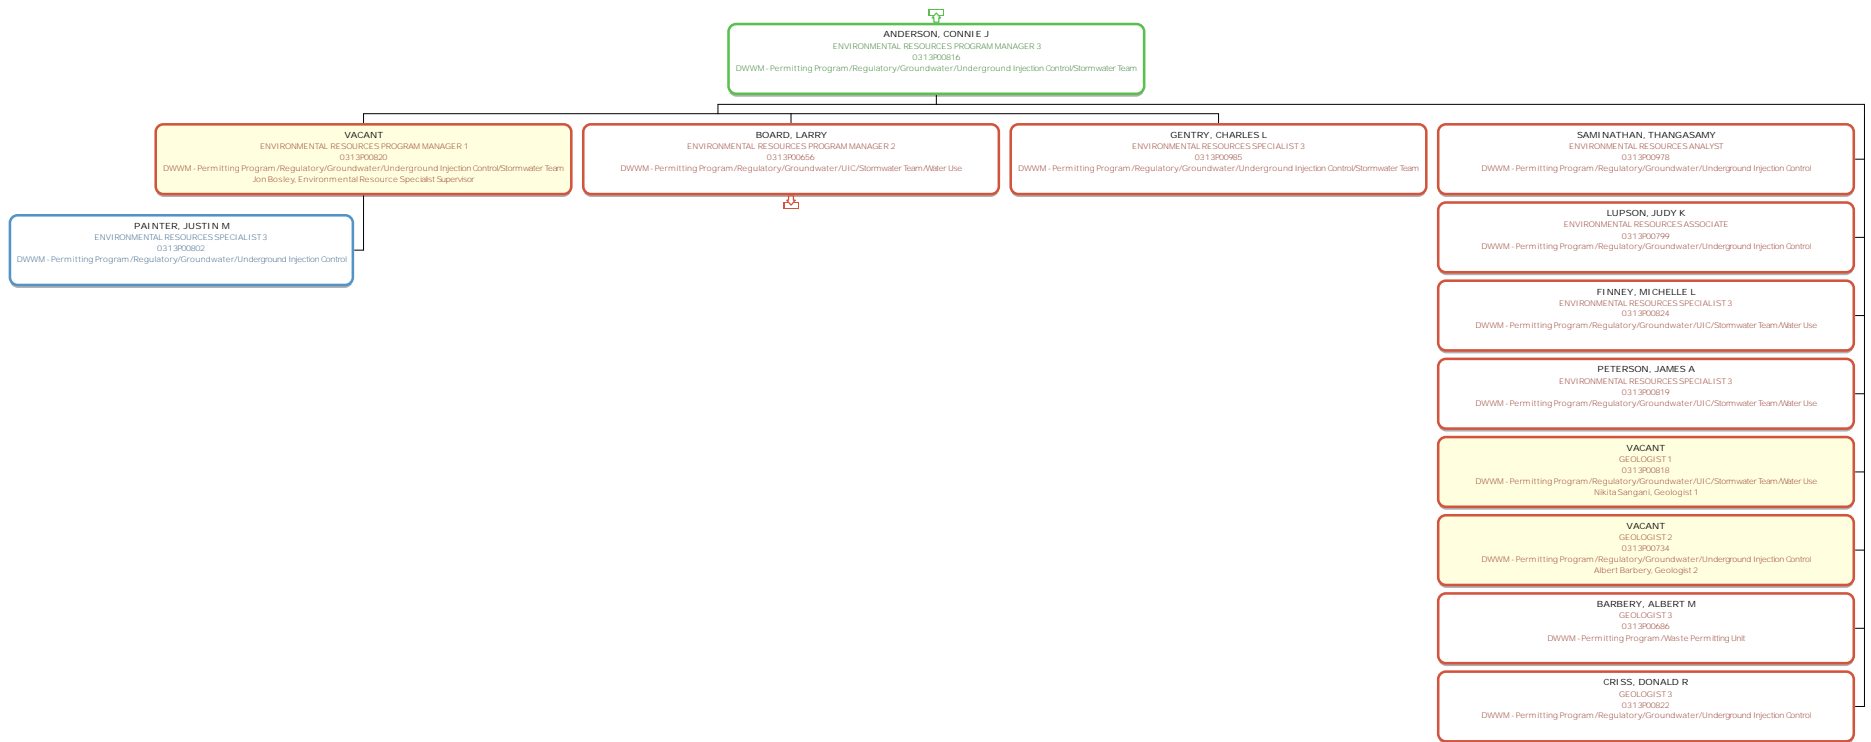 ANDERSON, CONNIE J
ENVIRONMENTAL RESOURCES PROGRAM MANAGER 3
0313P00816
DWWM - Permitting Program/Regulatory/Groundwater/Underground Injection Control/Stormwater Team
VACANT
ENVIRONMENTAL RESOURCES PROGRAM MANAGER 1
0313P00820
DWWM - Permitting Program/Regulatory/Groundwater/Underground Injection Control/Stormwater Team
Jon Bosley, Environmental Resource Specialist Supervisor
BOARD, LARRY
ENVIRONMENTAL RESOURCES PROGRAM MANAGER 2
0313P00656
DWWM - Permitting Program/Regulatory/Groundwater/UIC/Stormwater Team/Water Use
GENTRY, CHARLES L
ENVIRONMENTAL RESOURCES SPECIALIST 3
0313P00985
DWWM - Permitting Program/Regulatory/Groundwater/Underground Injection Control/Stormwater Team
SAMINATHAN, THANGASAMY
ENVIRONMENTAL RESOURCES ANALYST
0313P00978
DWWM - Permitting Program/Regulatory/Groundwater/Underground Injection Control
PAINTER, JUSTIN M
ENVIRONMENTAL RESOURCES SPECIALIST 3
0313P00802
DWWM - Permitting Program/Regulatory/Groundwater/Underground Injection Control
LUPSON, JUDY K
ENVIRONMENTAL RESOURCES ASSOCIATE
0313P00799
DWWM - Permitting Program/Regulatory/Groundwater/Underground Injection Control
FINNEY, MICHELLE L
ENVIRONMENTAL RESOURCES SPECIALIST 3
0313P00824
DWWM - Permitting Program/Regulatory/Groundwater/UIC/Stormwater Team/Water Use
PETERSON, JAMES A
ENVIRONMENTAL RESOURCES SPECIALIST 3
0313P00819
DWWM - Permitting Program/Regulatory/Groundwater/UIC/Stormwater Team/Water Use
VACANT
GEOLOGIST 1
0313P00818
DWWM - Permitting Program/Regulatory/Groundwater/UIC/Stormwater Team/Water Use
Nikita Sangani, Geologist 1
VACANT
GEOLOGIST 2
0313P00734
DWWM - Permitting Program/Regulatory/Groundwater/Underground Injection Control
Albert Barbery, Geologist 2
BARBERY, ALBERT M
GEOLOGIST 3
0313P00686
DWWM - Permitting Program/Waste Permitting Unit
CRISS, DONALD R
GEOLOGIST 3
0313P00822
DWWM - Permitting Program/Regulatory/Groundwater/Underground Injection Control